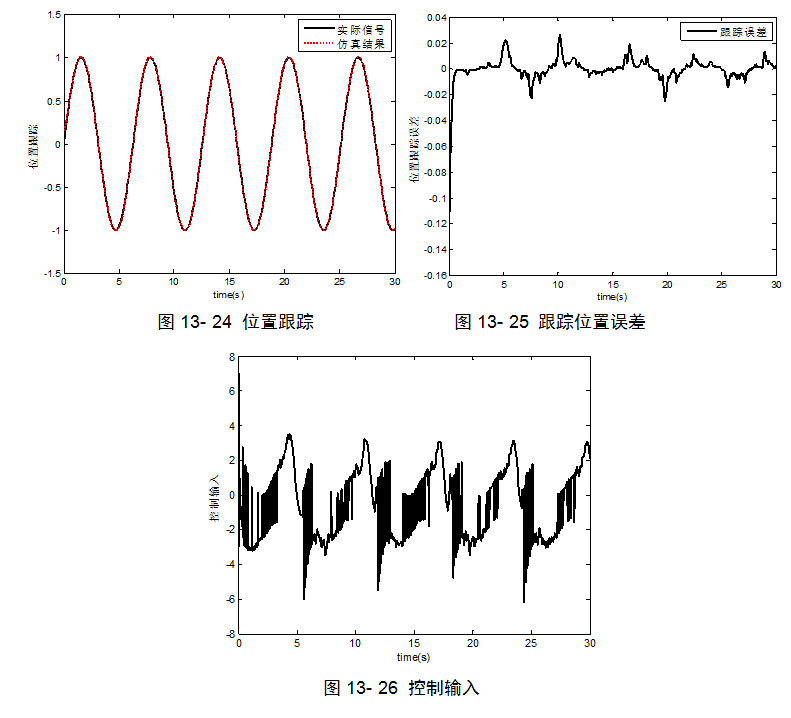 1.5
实际信号
仿真结果
1
0.5
0
-0.5
-1
-1.5
位置跟踪
0 5 10 15 20 25 30
time(s)
0.04
跟踪误差
0.02
0
-0.02
-0.04
-0.06
-0.08
-0.1
-0.12
-0.14
-0.16
位置跟踪误差
0 5 10 15 20 25 30
time(s)
图 13- 24 位置跟踪
图 13- 25 跟踪位置误差
8
6
4
2
0
-2
-4
-6
-8
控制输入
0 5 10 15 20 25 30
time(s)
图 13- 26 控制输入